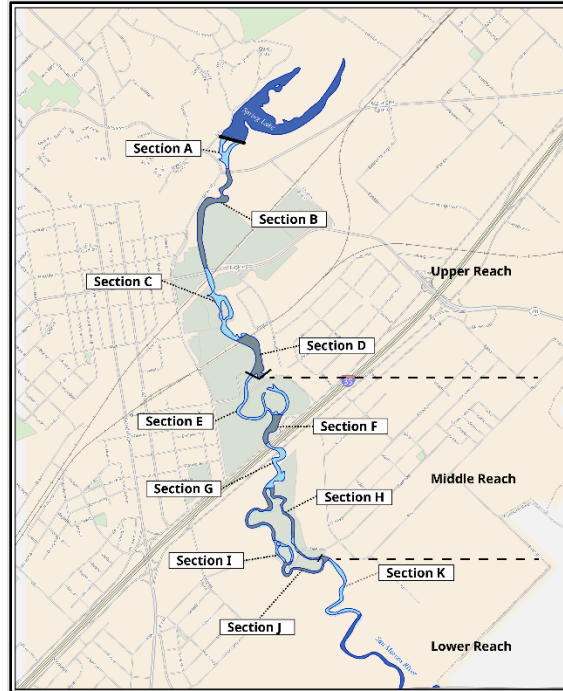 Spring Lake
Section A
Section B
Upper Reach
Section C
Section D
35
Section E
Section F
Middle Reach
Section G
Section H
Section I
Section K
Section J
San Marcos River
Lower Reach